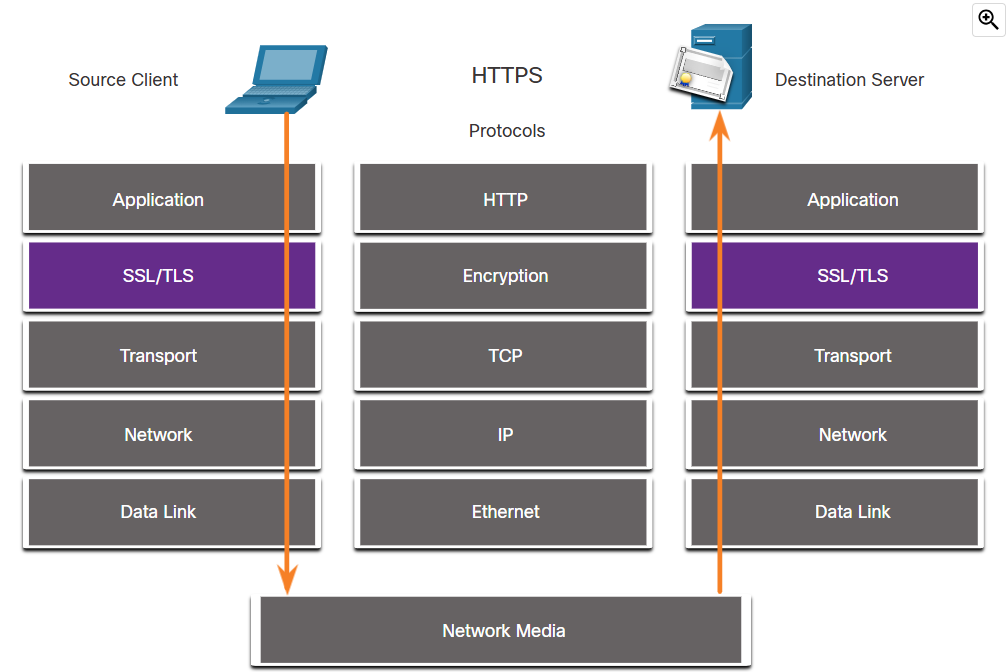 Source Client
HTTPS
Destination Server
Protocols
Application
HTTP
Application
SSL/TLS
Encryption
SSL/TLS
Transport
TCP
Transport
Network
IP
Network
Data Link
Ethernet
Data Link
Network Media